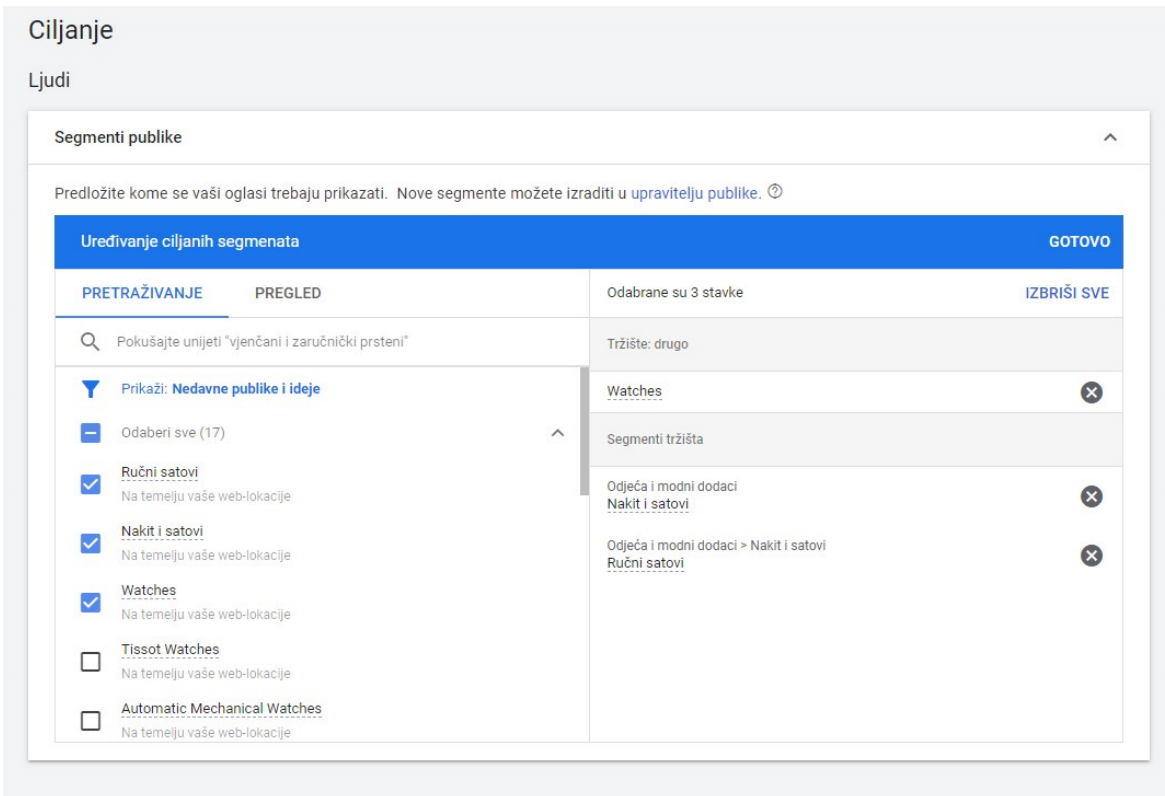 Ciljanje
Ljudi
Segmenti publike
Predložite kome se vaši oglasi trebaju prikazati. Nove segmente možete izraditi u upravitelju publike.
Uređivanje ciljanih segmenata
GOTOVO
PRETRAŽIVANJE PREGLED
Pokušajte unijeti "vjenčani i zaručnički prsteni"
Prikaži: Nedavne publike i ideje
Odaberi sve (17)
Ručni satovi
Na temelju vaše web-lokacije
Nakit i satovi
Na temelju vaše web-lokacije
Watches
Na temelju vaše web-lokacije
Tissot Watches
Na temelju vaše web-lokacije
Automatic Mechanical Watches
Na temelju vaše web-lokacije
Odabrane su 3 stavke
IZBRIŠI SVE
Tržište: drugo
Watches
Segmenti tržišta
Odjeća i modni dodaci
Nakit i satovi
Odjeća i modni dodaci > Nakit i satovi
Ručni satovi